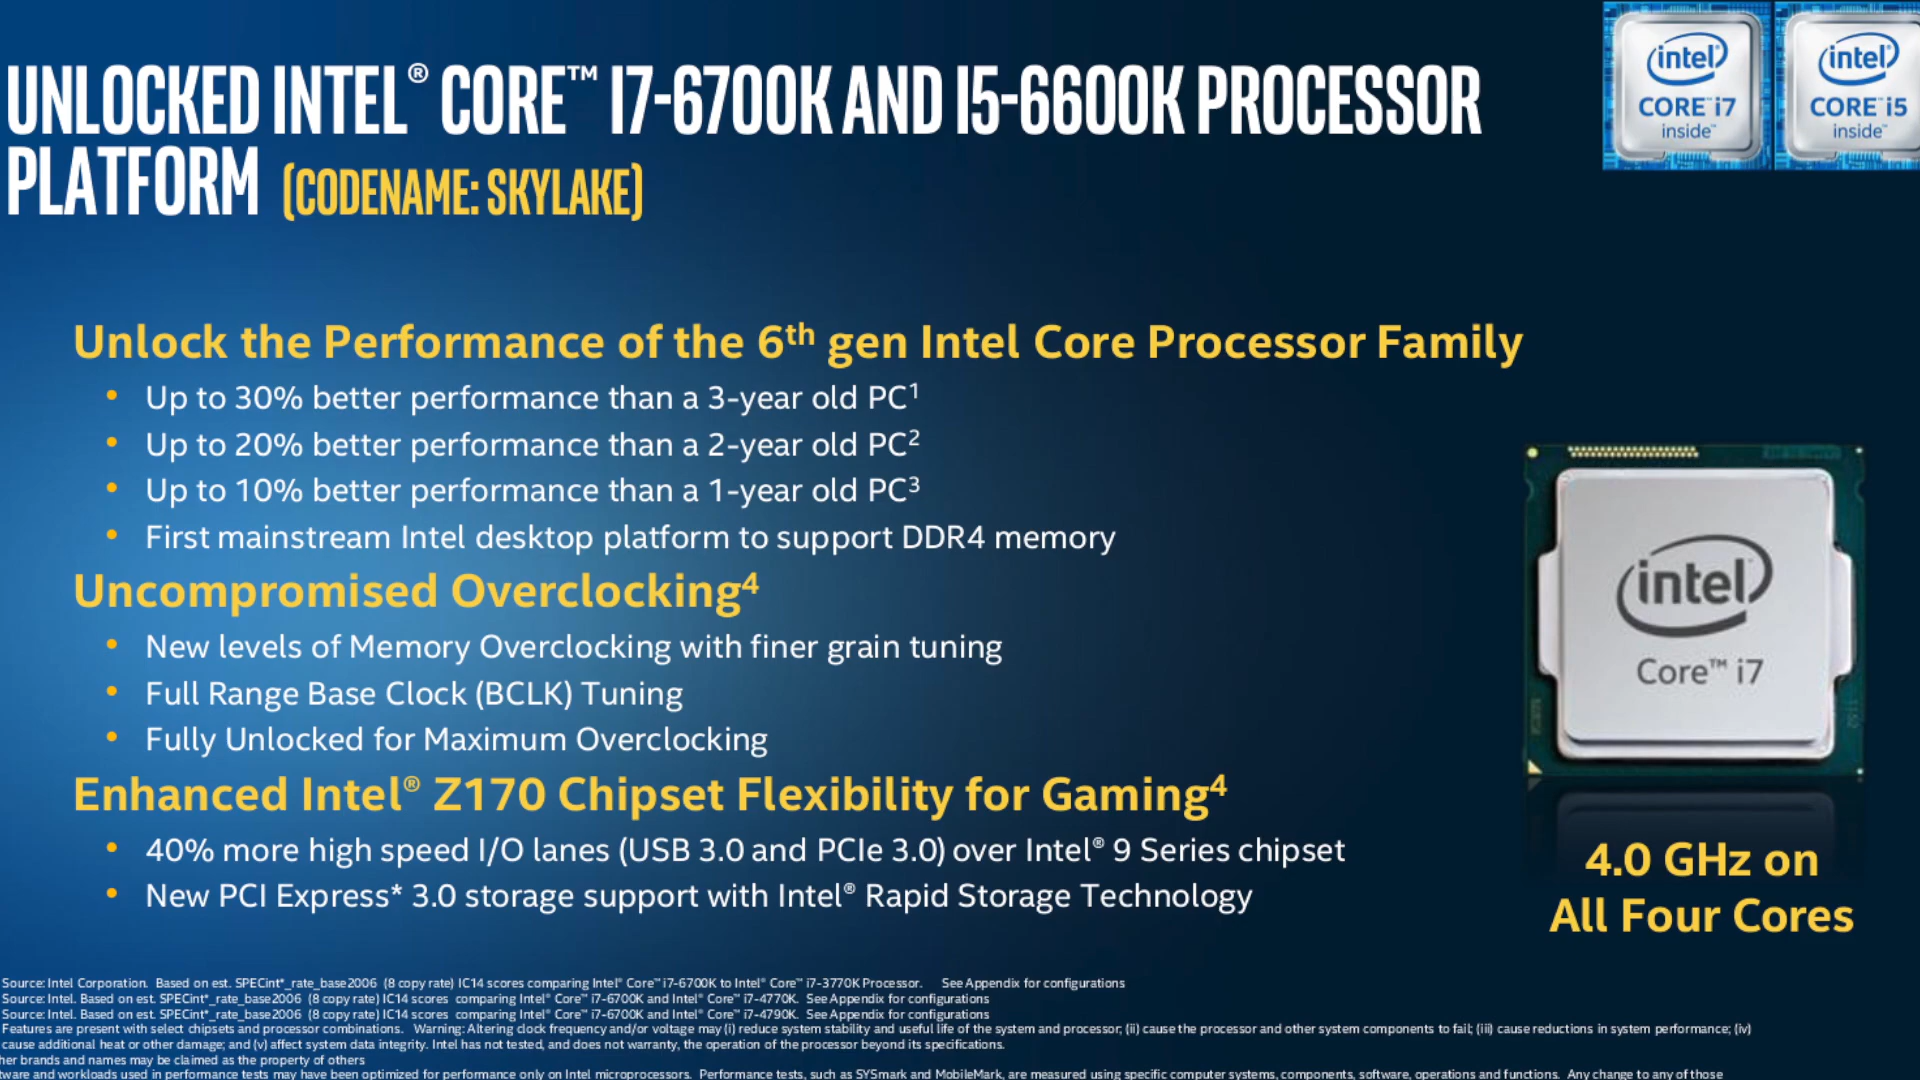 UNLOCKED INTEL® CORE™ I7-6700K AND I5-6600K PROCESSOR
PLATFORM (CODENAME: SKYLAKE)
intel®
CORE™ i7
inside™
intel®
CORE™ i5
inside™
Unlock the Performance of the 6th gen Intel Core Processor Family
• Up to 30% better performance than a 3-year old PC1
• Up to 20% better performance than a 2-year old PC2
• Up to 10% better performance than a 1-year old PC3
• First mainstream Intel desktop platform to support DDR4 memory
Uncompromised Overclocking4
• New levels of Memory Overclocking with finer grain tuning
• Full Range Base Clock (BCLK) Tuning
• Fully Unlocked for Maximum Overclocking
Enhanced Intel® Z170 Chipset Flexibility for Gaming4
• 40% more high speed I/O lanes (USB 3.0 and PCIe 3.0) over Intel® 9 Series chipset
• New PCI Express* 3.0 storage support with Intel® Rapid Storage Technology
intel
Core™ i7
4.0 GHz on
All Four Cores
Source: Intel Corporation. Based on est. SPECint*_rate_base2006 (8 copy rate) IC14 scores comparing Intel® Core™ i7-6700K to Intel® Core™ i7-3770K Processor. See Appendix for configurations
Source: Intel. Based on est. SPECint*_rate_base2006 (8 copy rate) IC14 scores comparing Intel® Core™ i7-6700K and Intel® Core™ i7-4770K. See Appendix for configurations
Source: Intel. Based on est. SPECint*_rate_base2006 (8 copy rate) IC14 scores comparing Intel® Core™ i7-6700K and Intel® Core™ i7-4790K. See Appendix for configurations
Features are present with select chipsets and processor combinations. Warning: Altering clock frequency and/or voltage may (i) reduce system stability and useful life of the system and processor; (ii) cause the processor and other system components to fail; (iii) cause reductions in system performance; (iv)
cause additional heat or other damage; and (v) affect system data integrity. Intel has not tested, and does not warranty, the operation of the processor beyond its specifications.
her brands and names may be claimed as the property of others
tware and workloads used in performance tests may have been optimized for performance only on Intel microprocessors. Performance tests, such as SYSmark and MobileMark, are measured using specific computer systems, components, software, operations and functions. Any change to any of those